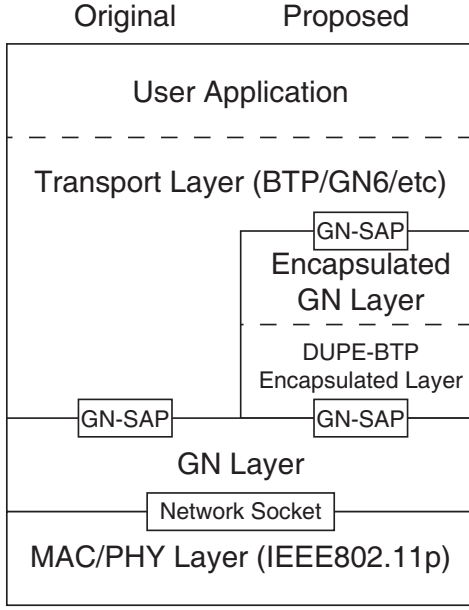 Original Proposed
User Application
Transport Layer (BTP/GN6/etc)
GN-SAP
Encapsulated
GN Layer
DUPE-BTP
Encapsulated Layer
GN-SAP GN-SAP
GN Layer
Network Socket
MAC/PHY Layer (IEEE802.11p)